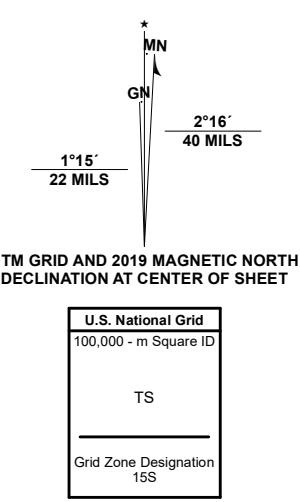 ★
MN
GN
2°16´
40 MILS
1°15´
22 MILS
TM GRID AND 2019 MAGNETIC NORTH
DECLINATION AT CENTER OF SHEET
U.S. National Grid
100,000 - m Square ID
TS
Grid Zone Designation
15S